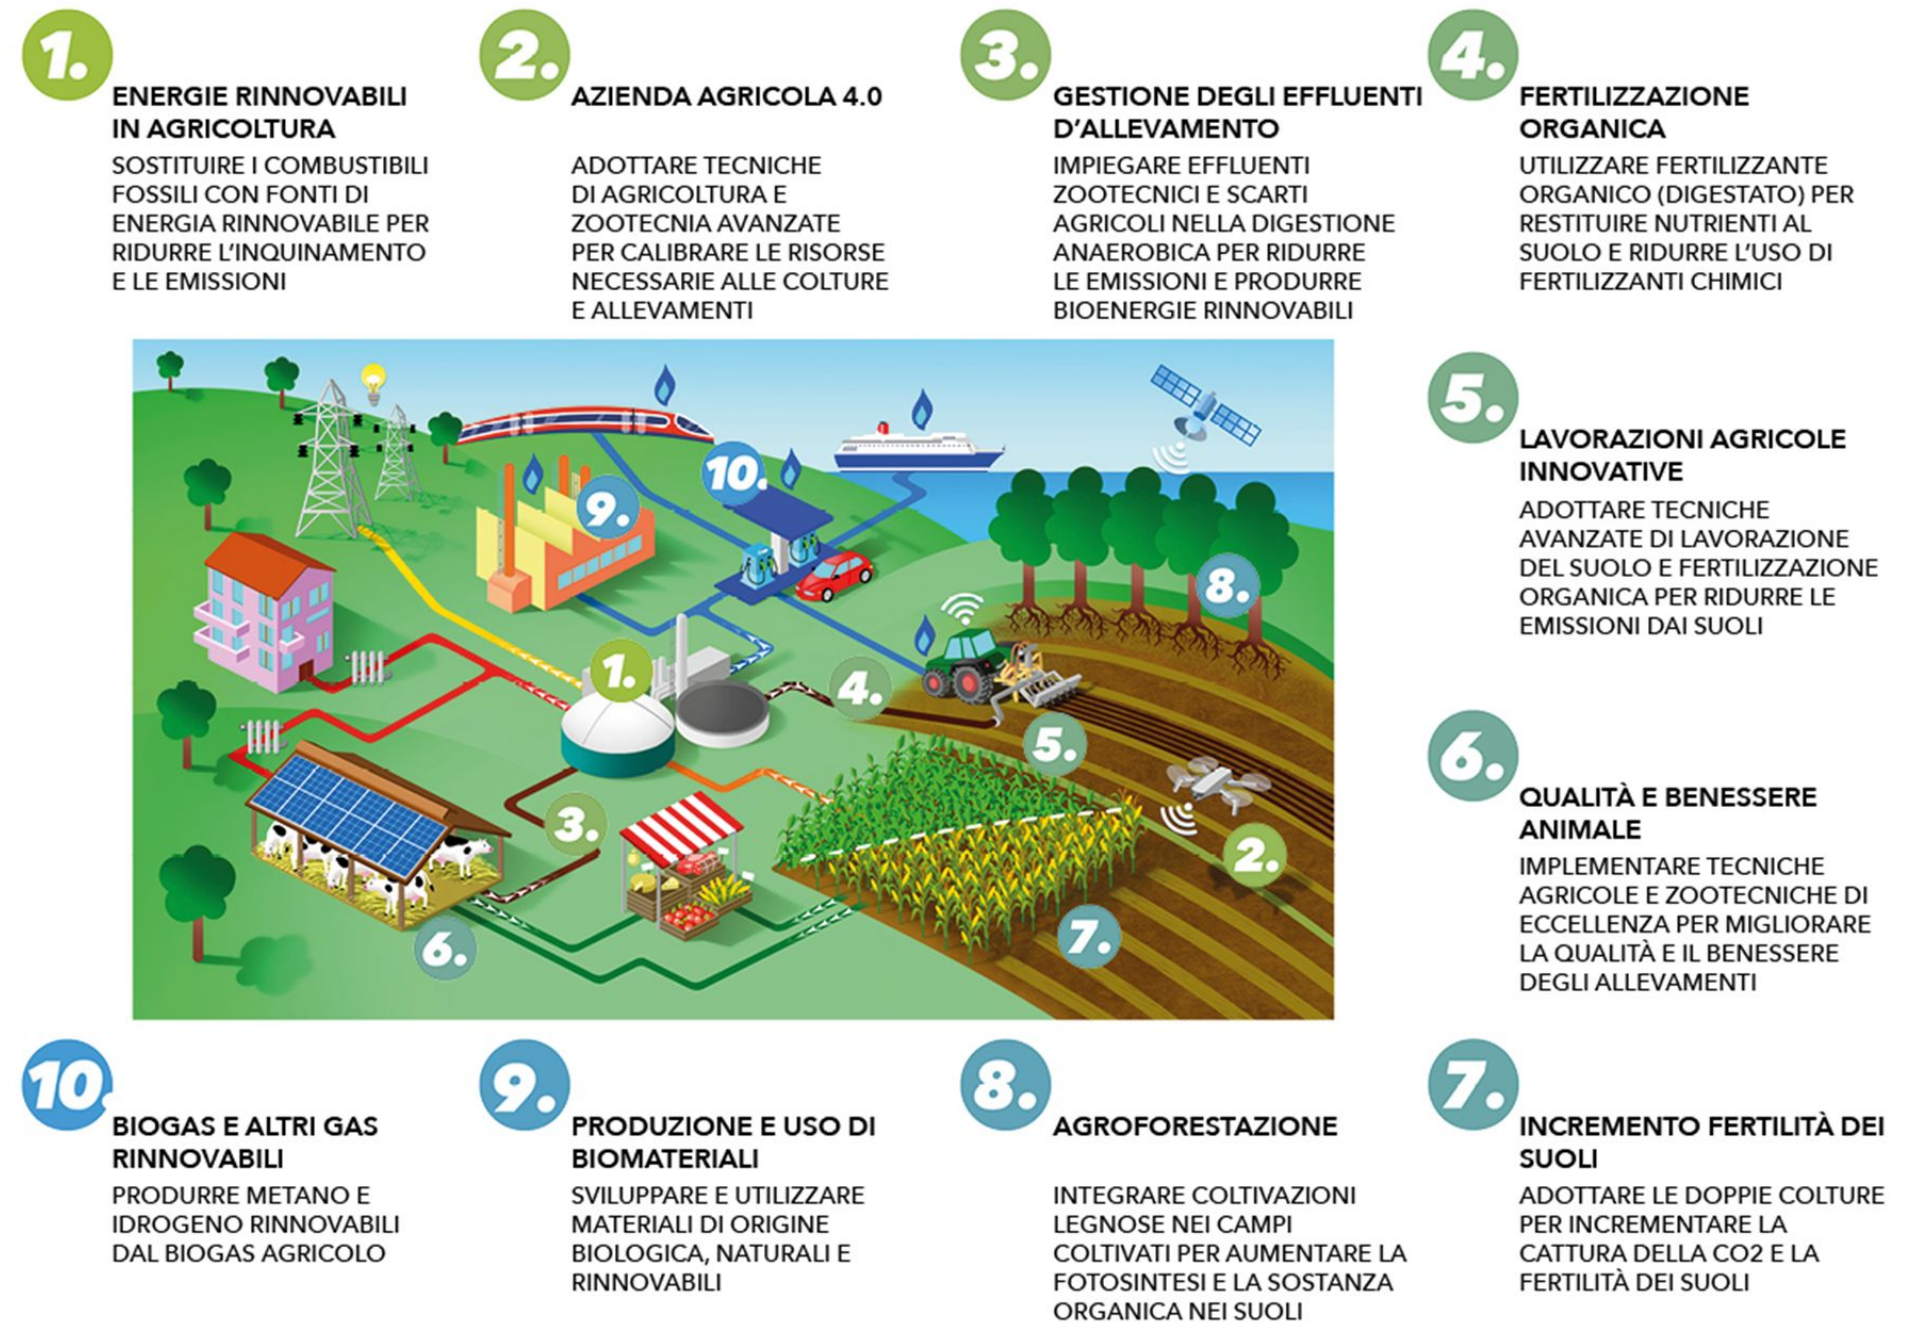 1.
ENERGIE RINNOVABILI
IN AGRICOLTURA
SOSTITUIRE I COMBUSTIBILI
FOSSILI CON FONTI DI
ENERGIA RINNOVABILE PER
RIDURRE L'INQUINAMENTO
E LE EMISSIONI
2.
AZIENDA AGRICOLA 4.0
ADOTTARE TECNICHE
DI AGRICOLTURA E
ZOOTECNIA AVANZATE
PER CALIBRARE LE RISORSE
NECESSARIE ALLE COLTURE
E ALLEVAMENTI
3.
GESTIONE DEGLI EFFLUENTI
D'ALLEVAMENTO
IMPIEGARE EFFLUENTI
ZOOTECNICI E SCARTI
AGRICOLI NELLA DIGESTIONE
ANAEROBICA PER RIDURRE
LE EMISSIONI E PRODURRE
BIOENERGIE RINNOVABILI
4.
FERTILIZZAZIONE
ORGANICA
UTILIZZARE FERTILIZZANTE
ORGANICO (DIGESTATO) PER
RESTITUIRE NUTRIENTI AL
SUOLO E RIDURRE L'USO DI
FERTILIZZANTI CHIMICI
10.
9.
8.
1.
4.
5.
3.
2.
7.
6.
5.
LAVORAZIONI AGRICOLE
INNOVATIVE
ADOTTARE TECNICHE
AVANZATE DI LAVORAZIONE
DEL SUOLO E FERTILIZZAZIONE
ORGANICA PER RIDURRE LE
EMISSIONI DAI SUOLI
6.
QUALITÀ E BENESSERE
ANIMALE
IMPLEMENTARE TECNICHE
AGRICOLE E ZOOTECNICHE DI
ECCELLENZA PER MIGLIORARE
LA QUALITÀ E IL BENESSERE
DEGLI ALLEVAMENTI
10.
BIOGAS E ALTRI GAS
RINNOVABILI
PRODURRE METANO E
IDROGENO RINNOVABILI
DAL BIOGAS AGRICOLO
9.
PRODUZIONE E USO DI
BIOMATERIALI
SVILUPPARE E UTILIZZARE
MATERIALI DI ORIGINE
BIOLOGICA, NATURALI E
RINNOVABILI
8.
AGROFORESTAZIONE
INTEGRARE COLTIVAZIONI
LEGNOSE NEI CAMPI
COLTIVATI PER AUMENTARE LA
FOTOSINTESI E LA SOSTANZA
ORGANICA NEI SUOLI
7.
INCREMENTO FERTILITÀ DEI
SUOLI
ADOTTARE LE DOPPIE COLTURE
PER INCREMENTARE LA
CATTURA DELLA CO2 E LA
FERTILITÀ DEI SUOLI